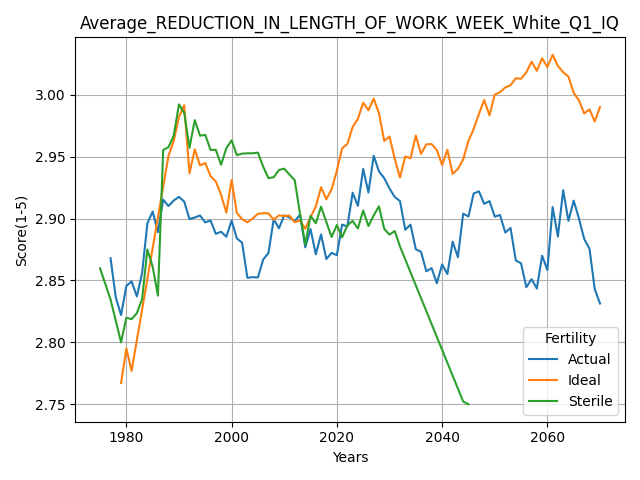 Average_REDUCTION_IN_LENGTH_OF_WORK_WEEK_White_Q1_IQ
Score(1-5)
3.00
2.95
2.90
2.85
2.80
2.75
1980 2000 2020 2040 2060
Years
Fertility
Actual
Ideal
Sterile